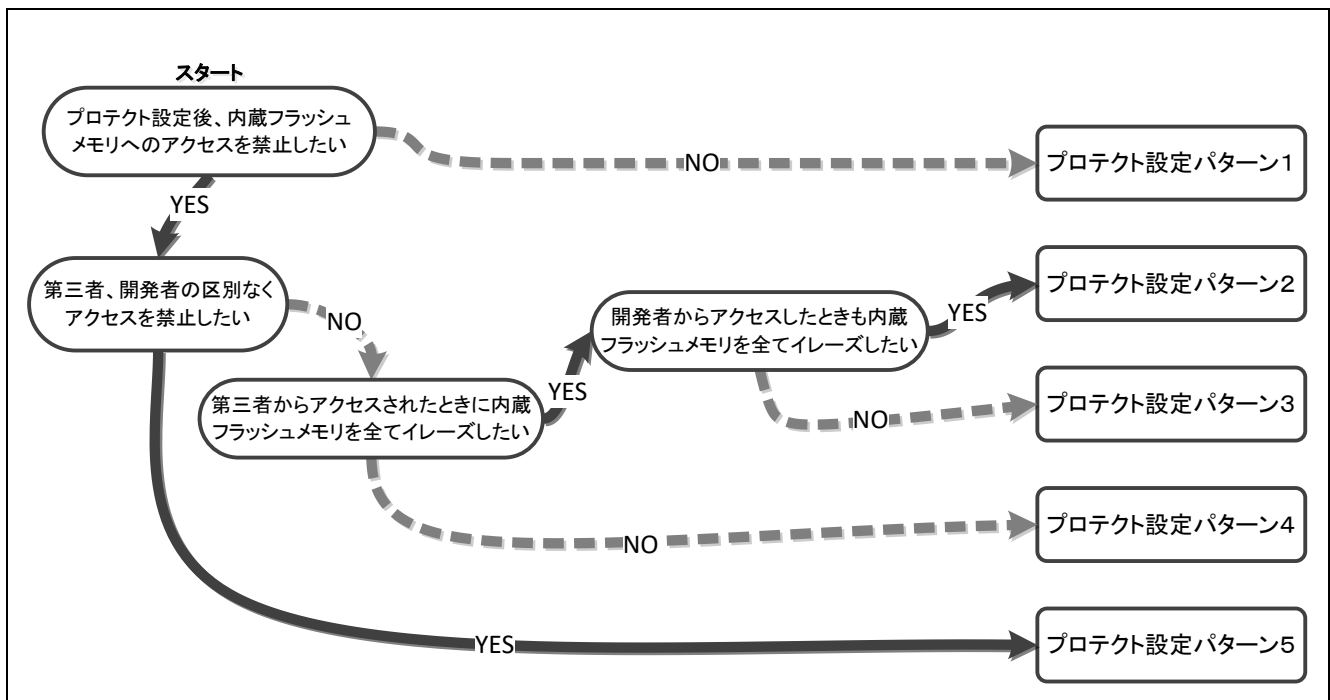 スタート
プロテクト設定後、内蔵フラッシュ
メモリへのアクセスを禁止したい
NO
プロテクト設定パターン1
YES
第三者、開発者の区別なく
アクセスを禁止したい
NO
開発者からアクセスしたときも内蔵
フラッシュメモリを全てイレーズしたい
YES
プロテクト設定パターン2
第三者からアクセスされたときに内蔵
フラッシュメモリを全てイレーズしたい
YES
NO
プロテクト設定パターン3
NO
プロテクト設定パターン4
YES
プロテクト設定パターン5